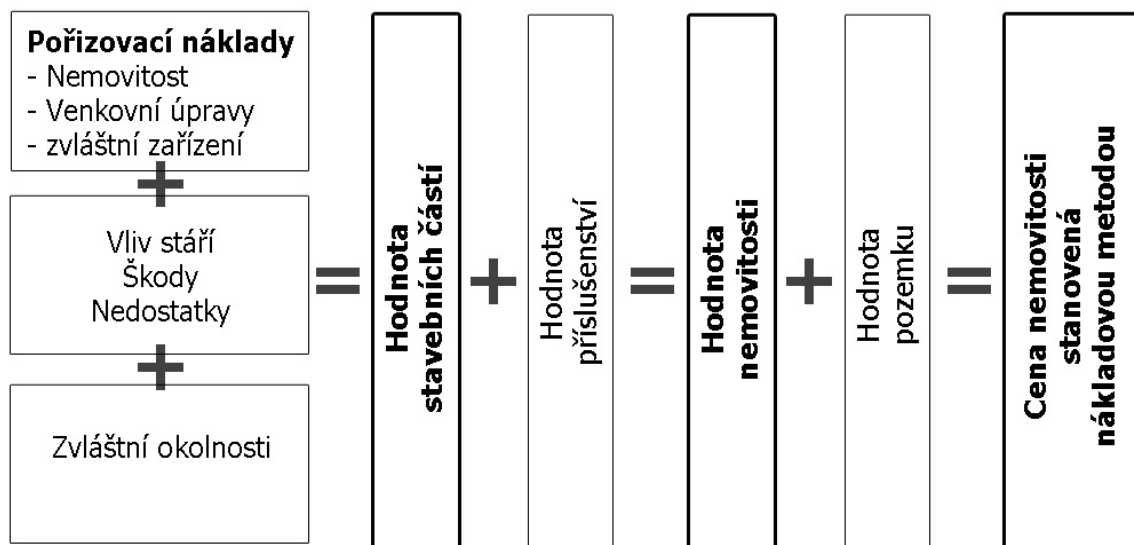 Pořizovací náklady
- Nemovitost
- Venkovní úpravy
- zvláštní zařízení
+
Vliv stáří
Škody
Nedostatky
+
Zvláštní okolnosti
=
Hodnota
stavebních částí
+
Hodnota
příslušenství
=
Hodnota
nemovitosti
+
Hodnota
pozemku
=
Cena nemovitosti
stanovená
nákladovou metodou